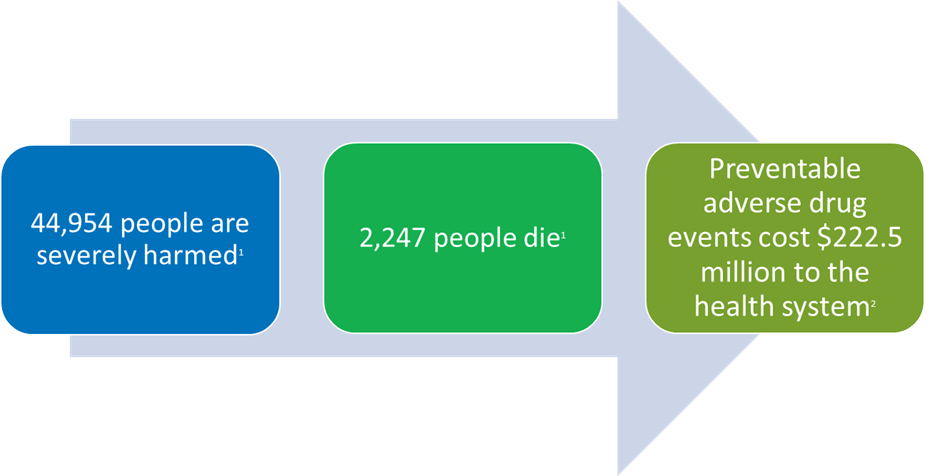 44,954 people are
severely harmed¹
2,247 people die¹
Preventable
adverse drug
events cost $222.5
million to the
health system²